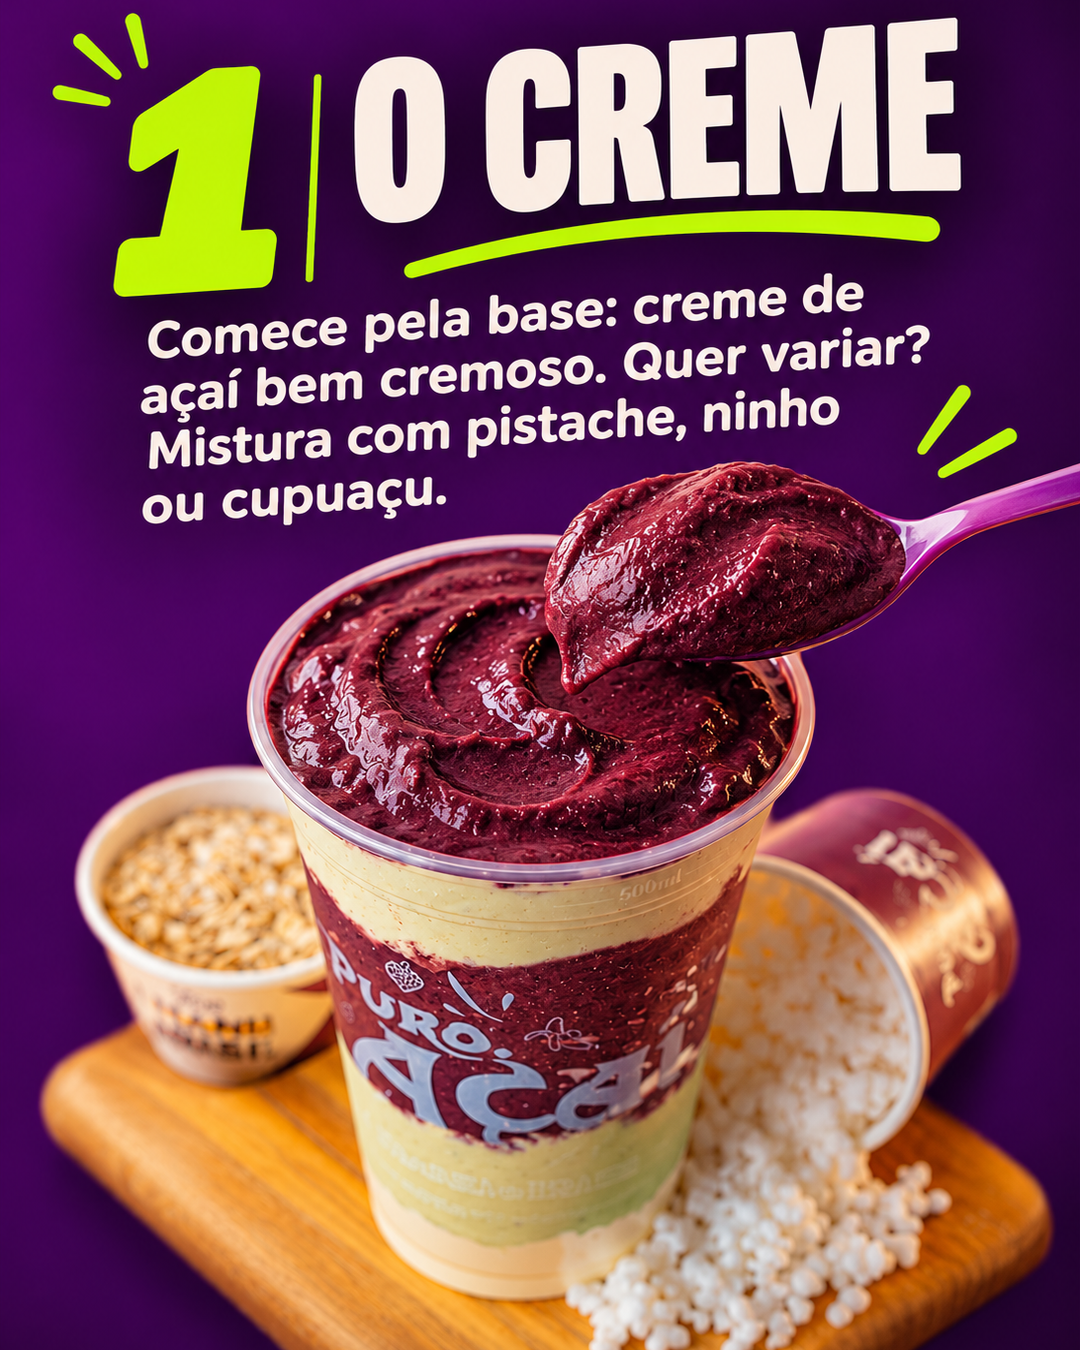 1 | O CREME
Comece pela base: creme de
açaí bem cremoso. Quer variar?
Mistura com pistache, ninho
ou cupuaçu.
500ml
PURO
AÇAÍ